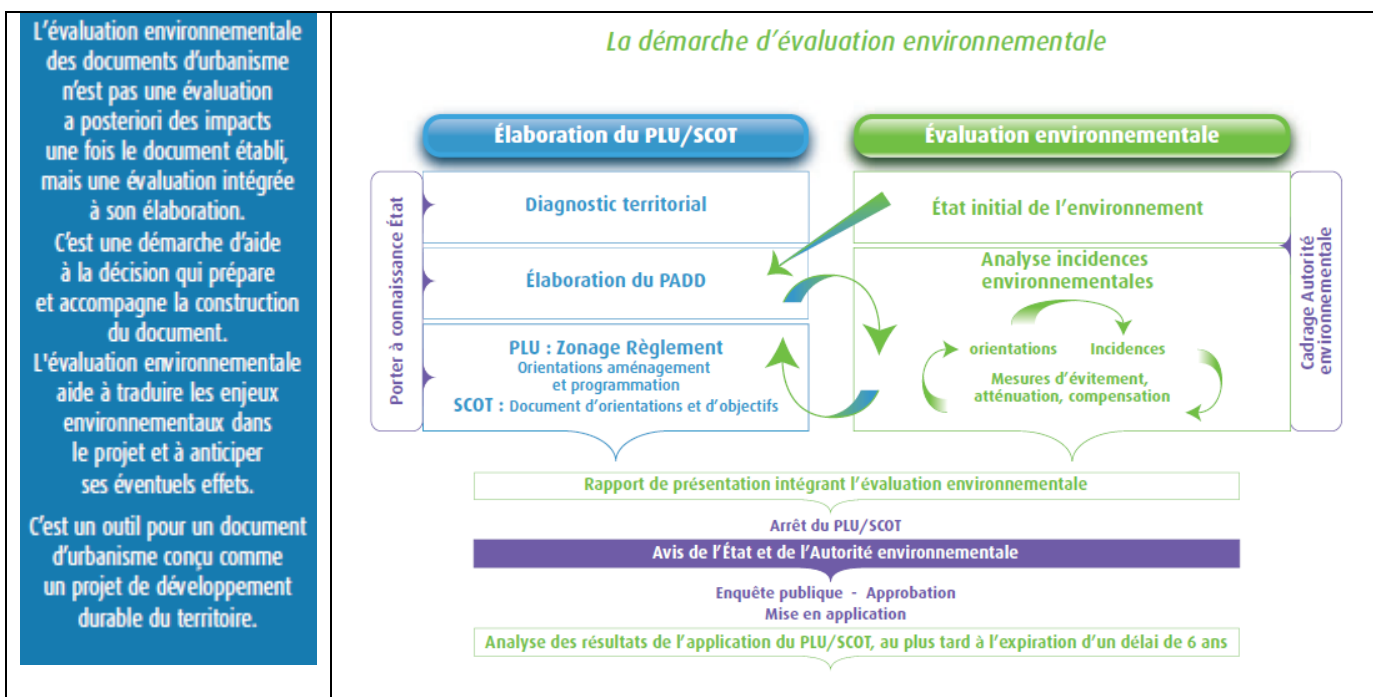 L'évaluation environnementale
des documents d'urbanisme
n'est pas une évaluation
a posteriori des impacts
une fois le document établi,
mais une évaluation intégrée
à son élaboration.
C'est une démarche d'aide
à la décision qui prépare
et accompagne la construction
du document.
L'évaluation environnementale
aide à traduire les enjeux
environnementaux dans
le projet et à anticiper
ses éventuels effets.
C'est un outil pour un document
d'urbanisme conçu comme
un projet de développement
durable du territoire.
La démarche d'évaluation environnementale
Élaboration du PLU/SCOT
Évaluation environnementale
Porter à connaissance État
Diagnostic territorial
Élaboration du PADD
PLU : Zonage Règlement
Orientations aménagement
et programmation
SCOT : Document d'orientations et d'objectifs
État initial de l'environnement
Analyse incidences
environnementales
orientations
Incidences
Mesures d'évitement,
atténuation, compensation
Cadrage Autorité
environnementale
Rapport de présentation intégrant l'évaluation environnementale
Arrêt du PLU/SCOT
Avis de l'État et de l'Autorité environnementale
Enquête publique - Approbation
Mise en application
Analyse des résultats de l'application du PLU/SCOT, au plus tard à l'expiration d'un délai de 6 ans